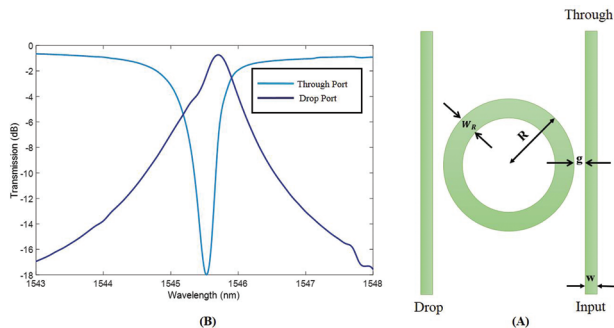 0
-2
-4
-6
-8
-10
-12
-14
-16
-18
Transmission (dB)
Through Port
Drop Port
1543 1544 1545 1546 1547 1548
Wavelength (nm)
(B)
Through
W_R
R
g
w
Drop
Input
(A)